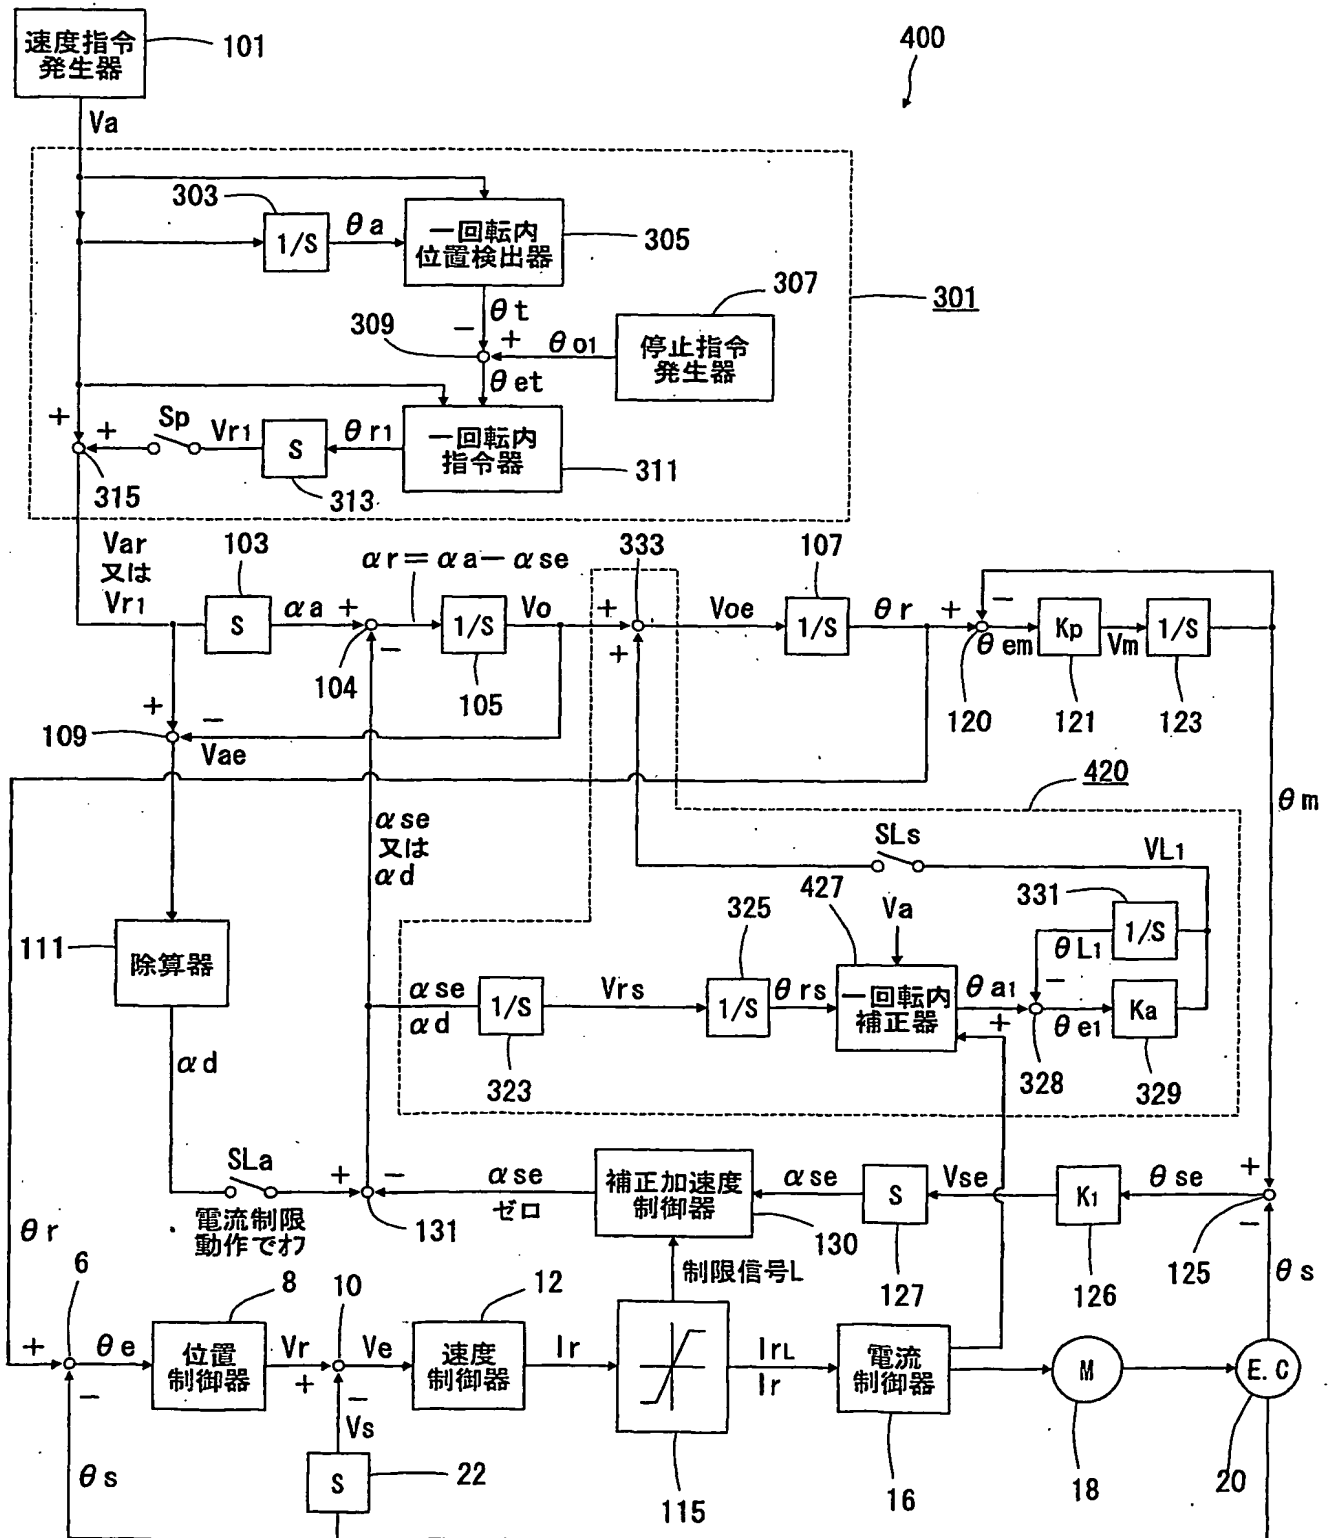 速度指令
発生器
101
400
Va
303
1/S
θa
一回転内
位置検出器
305
307
301
309
θt
−
+
θo1
停止指令
発生器
θet
+
+
Sp
Vr1
S
θr1
一回転内
指令器
311
315
313
Var
又は
Vr1
103
αr=αa−αse
333
107
S
αa
+
−
104
1/S
105
Vo
+
+
Voe
1/S
θr
+
−
θem
Kp
Vm
1/S
120
121
123
+
−
109
Vae
420
θm
αse
又は
αd
SLs
VL1
427
Va
331
1/S
θL1
−
325
111
除算器
αse
αd
1/S
Vrs
1/S
θrs
一回転内
補正器
θa1
+
θe1
Ka
323
328
329
αd
SLa
電流制限
動作でオフ
+
−
131
αse
ゼロ
補正加速度
制御器
130
αse
S
127
Vse
K1
126
θse
+
−
125
θr
制限信号L
θs
6
8
10
12
+
−
θe
位置
制御器
Vr
+
−
Ve
速度
制御器
Ir
IrL
Ir
電流
制御器
M
E.C
Vs
S
22
θs
115
16
18
20